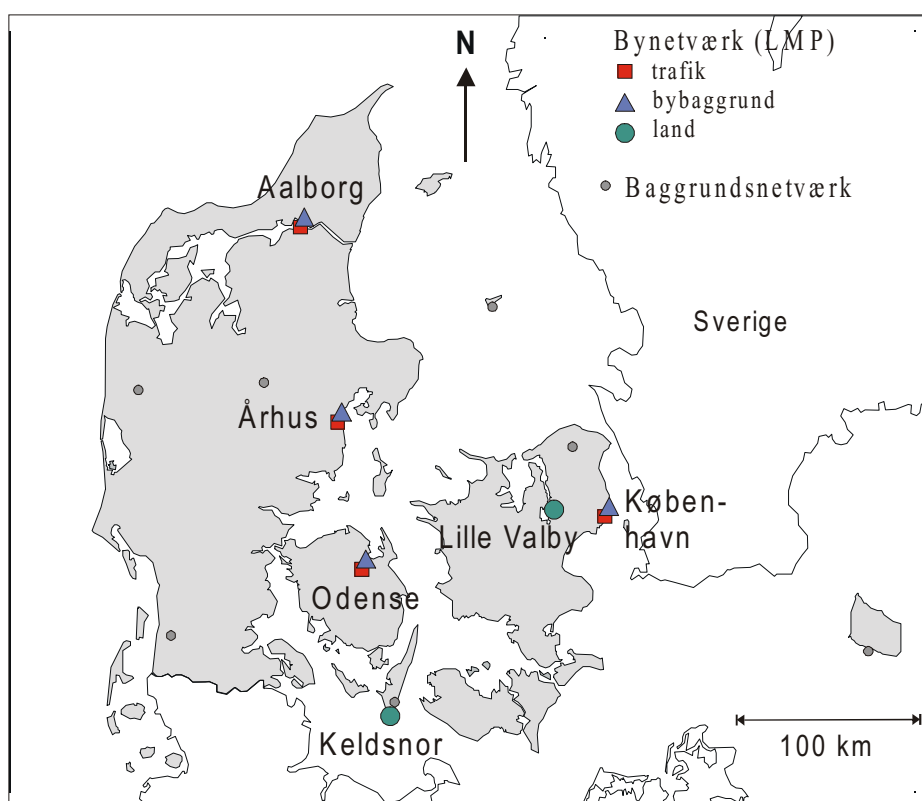 N
Bynetværk (LMP)
trafik
bybaggrund
land
Baggrundsnetværk
Aalborg
Sverige
Århus
Køben-
havn
Lille Valby
Odense
Keldsnor
100 km